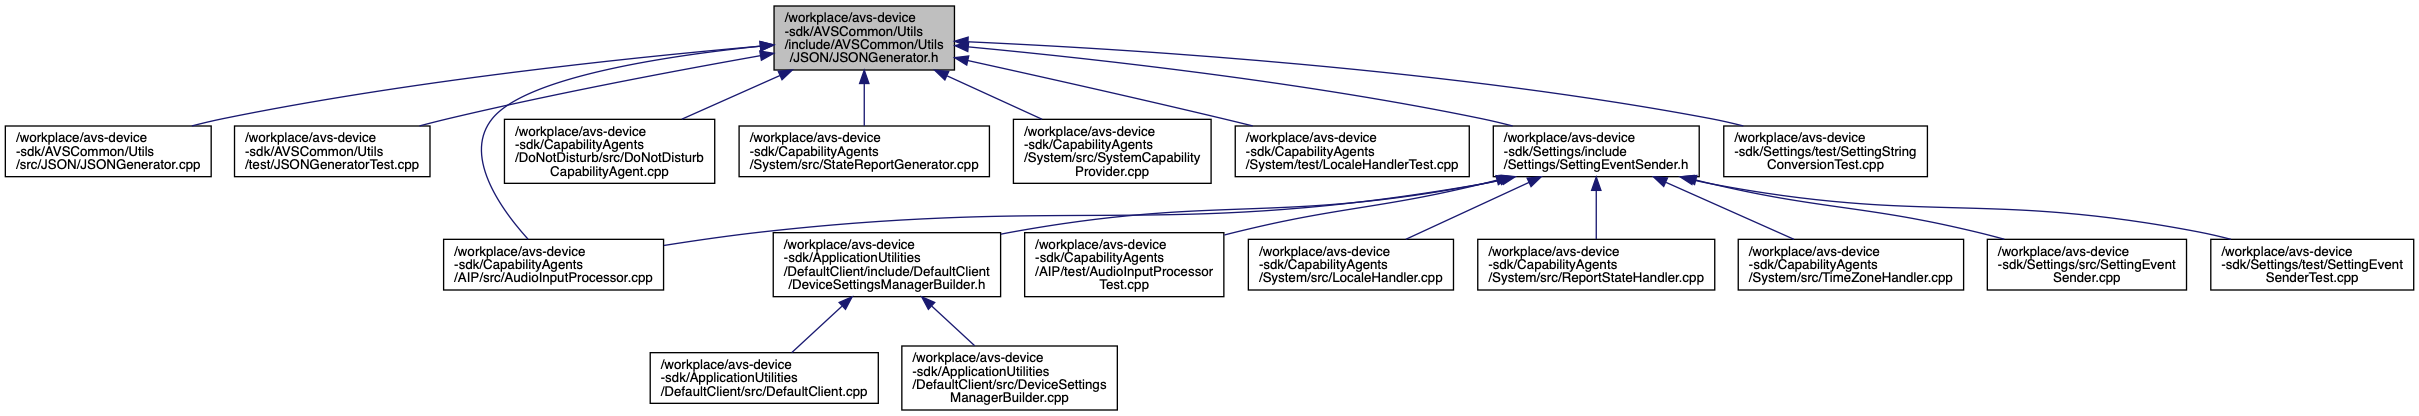 /workplace/avs-device
-sdk/AVSCommon/Utils
/include/AVSCommon/Utils
/JSON/JSONGenerator.h
/workplace/avs-device
-sdk/AVSCommon/Utils
/src/JSON/JSONGenerator.cpp
/workplace/avs-device
-sdk/AVSCommon/Utils
/test/JSONGeneratorTest.cpp
/workplace/avs-device
-sdk/CapabilityAgents
/DoNotDisturb/src/DoNotDisturb
CapabilityAgent.cpp
/workplace/avs-device
-sdk/CapabilityAgents
/System/src/StateReportGenerator.cpp
/workplace/avs-device
-sdk/CapabilityAgents
/System/src/SystemCapability
Provider.cpp
/workplace/avs-device
-sdk/CapabilityAgents
/System/test/LocaleHandlerTest.cpp
/workplace/avs-device
-sdk/Settings/include
/Settings/SettingEventSender.h
/workplace/avs-device
-sdk/Settings/test/SettingString
ConversionTest.cpp
/workplace/avs-device
-sdk/CapabilityAgents
/AIP/src/AudioInputProcessor.cpp
/workplace/avs-device
-sdk/ApplicationUtilities
/DefaultClient/include/DefaultClient
/DeviceSettingsManagerBuilder.h
/workplace/avs-device
-sdk/CapabilityAgents
/AIP/test/AudioInputProcessor
Test.cpp
/workplace/avs-device
-sdk/CapabilityAgents
/System/src/LocaleHandler.cpp
/workplace/avs-device
-sdk/CapabilityAgents
/System/src/ReportStateHandler.cpp
/workplace/avs-device
-sdk/CapabilityAgents
/System/src/TimeZoneHandler.cpp
/workplace/avs-device
-sdk/Settings/src/SettingEvent
Sender.cpp
/workplace/avs-device
-sdk/Settings/test/SettingEvent
SenderTest.cpp
/workplace/avs-device
-sdk/ApplicationUtilities
/DefaultClient/src/DefaultClient.cpp
/workplace/avs-device
-sdk/ApplicationUtilities
/DefaultClient/src/DeviceSettings
ManagerBuilder.cpp